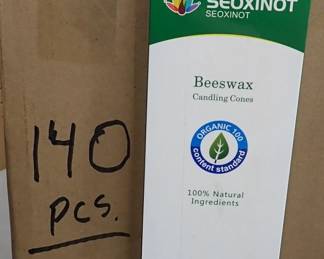 SEOXINOT
SEOXINOT
Beeswax
Candling Cones
ORGANIC 100
content standard
100% Natural
Ingredients
140
pcs.